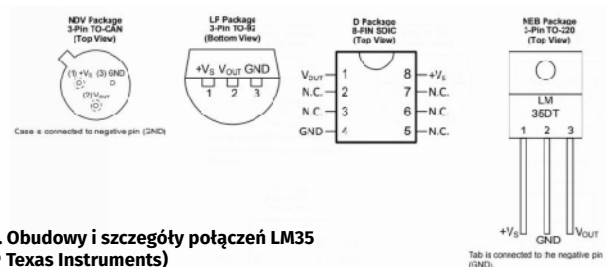 NDV Package
3-Pin TO-CAN
(Top View)
(1) +VS (3) GND
(2) VOUT
Case is connected to negative pin (GND)
LP Package
3-Pin TO-92
(Bottom View)
+VS VOUT GND
1 2 3
D Package
8-PIN SOIC
(Top View)
VOUT 1 8 +VS
N.C. 2 7 N.C.
N.C. 3 6 N.C.
GND 4 5 N.C.
NEB Package
3-Pin TO-220
(Top View)
LM
35DT
1 2 3
+VS GND VOUT
Tab is connected to the negative pin
(GND).
. Obudowy i szczegóły połączeń LM35
Texas Instruments)